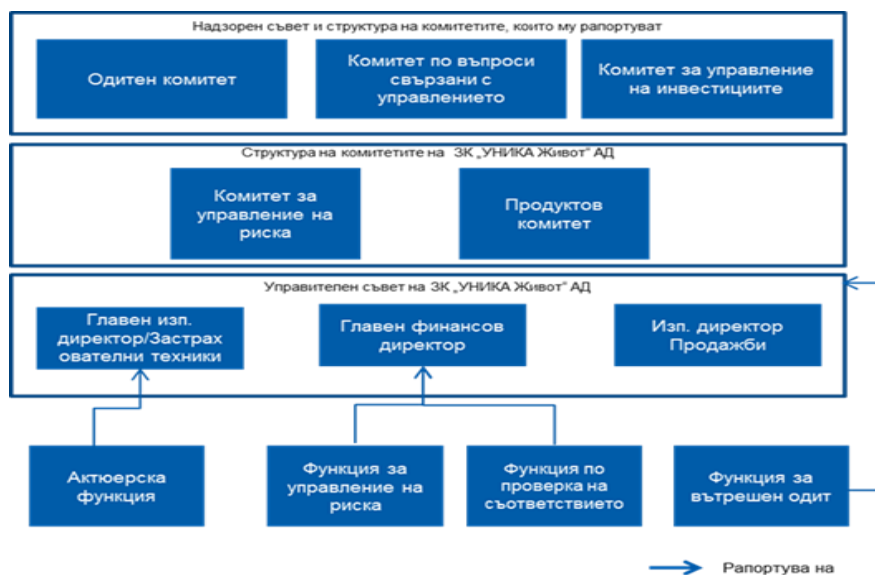 Надзорен съвет и структура на комитетите, които му рапортуват
Одитен комитет
Комитет по въпроси
свързани с
управлението
Комитет за управление
на инвестициите
Структура на комитетите на ЗК „УНИКА Живот“ АД
Комитет за
управление на
риска
Продуктов
комитет
Управителен съвет на ЗК „УНИКА Живот“ АД
Главен изп.
директор/Застрах
ователни техники
Главен финансов
директор
Изп. директор
Продажби
Актюерска
функция
Функция за
управление на
риска
Функция по
проверка на
съответствието
Функция за
вътрешен одит
Рапортува на